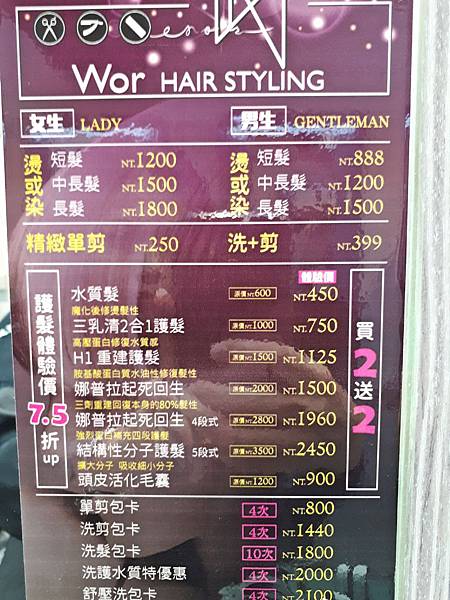 Wor HAIR STYLING
女生 LADY 男生 GENTLEMAN
燙或染 短髮 NT.1200 燙或染 短髮 NT.888
中長髮 NT.1500 中長髮 NT.1200
長髮 NT.1800 長髮 NT.1500
精緻單剪 NT.250 洗+剪 NT.399
護髮體驗價 7.5折up
體驗價
水質髮 原價NT.600 NT.450
魔化後修燙髮性
三乳清2合1護髮 原價NT.1000 NT.750
高壓蛋白修復水質感
H1 重建護髮 原價NT.1500 NT.1125
胺基酸蛋白質水油性修復髮性
娜普拉起死回生 原價NT.2000 NT.1500
三劑重建回復本身的80%髮性
娜普拉起死回生 4段式 原價NT.2800 NT.1960
強烈蛋白補充四段護髮
結構性分子護髮 5段式 原價NT.3500 NT.2450
擴大分子 吸收細小分子
頭皮活化毛囊 原價NT.1200 NT.900
買2送2
單剪包卡 4次 NT.800
洗剪包卡 4次 NT.1440
洗髮包卡 10次 NT.1800
洗護水質特優惠 4次 NT.2000
舒壓洗包卡 4次 NT.2100